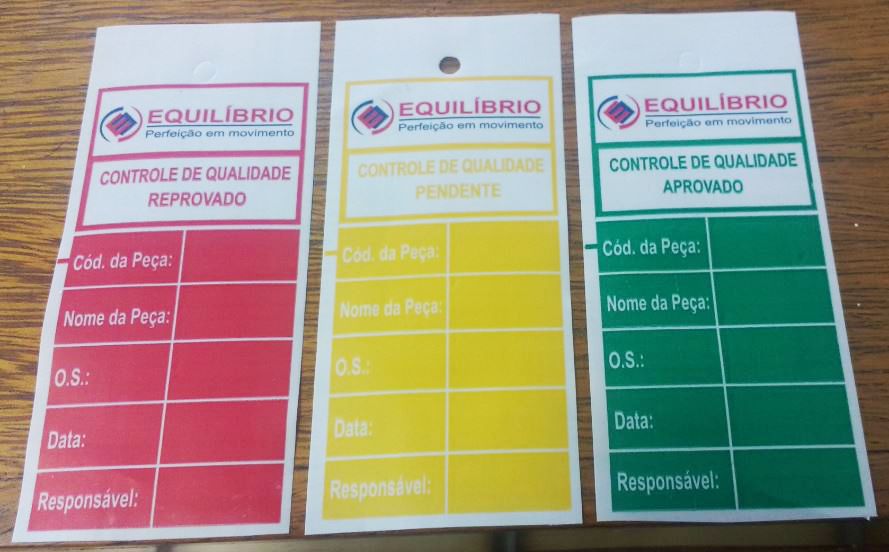 EQUILÍBRIO
Perfeição em movimento
CONTROLE DE QUALIDADE
REPROVADO
Cód. da Peça:
Nome da Peça:
O.S.:
Data:
Responsável:
EQUILÍBRIO
Perfeição em movimento
CONTROLE DE QUALIDADE
PENDENTE
Cód. da Peça:
Nome da Peça:
O.S.:
Data:
Responsável:
EQUILÍBRIO
Perfeição em movimento
CONTROLE DE QUALIDADE
APROVADO
Cód. da Peça:
Nome da Peça:
O.S.:
Data:
Responsável: